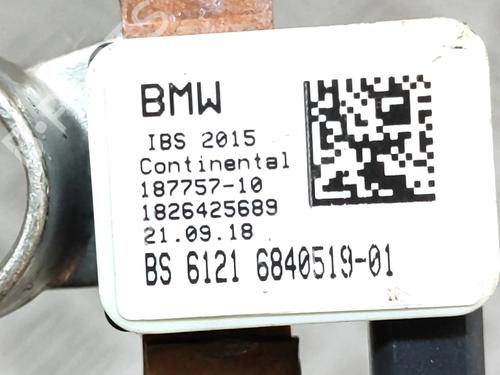 BMW
IBS 2015
Continental
187757-10
1826425689
21.09.18
BS 6121 6840519-01